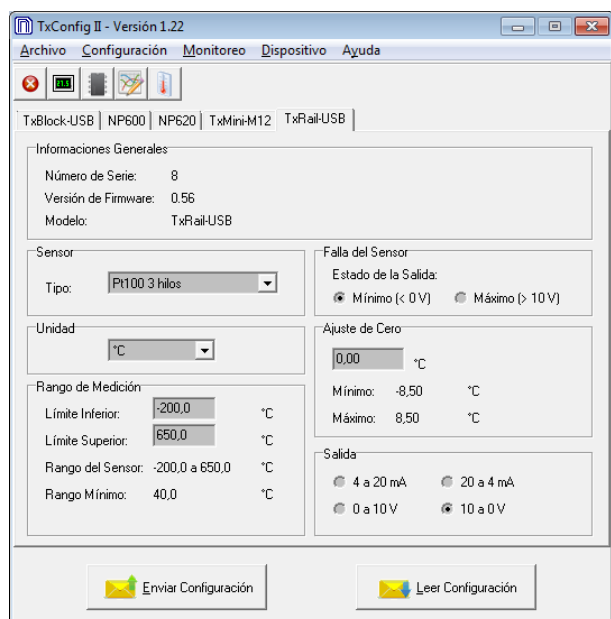 TxConfig II - Versión 1.22
Archivo Configuración Monitoreo Dispositivo Ayuda
TxBlock-USB NP600 NP620 TxMini-M12 TxRail-USB
Informaciones Generales
Número de Serie: 8
Versión de Firmware: 0.56
Modelo: TxRail-USB
Sensor
Tipo: Pt100 3 hilos
Falla del Sensor
Estado de la Salida:
Mínimo (< 0 V) Máximo (> 10 V)
Unidad
°C
Ajuste de Cero
0,00 °C
Mínimo: -8,50 °C
Máximo: 8,50 °C
Rango de Medición
Límite Inferior: -200,0 °C
Límite Superior: 650,0 °C
Rango del Sensor: -200,0 a 650,0 °C
Rango Mínimo: 40,0 °C
Salida
4 a 20 mA 20 a 4 mA
0 a 10 V 10 a 0 V
Enviar Configuración Leer Configuración